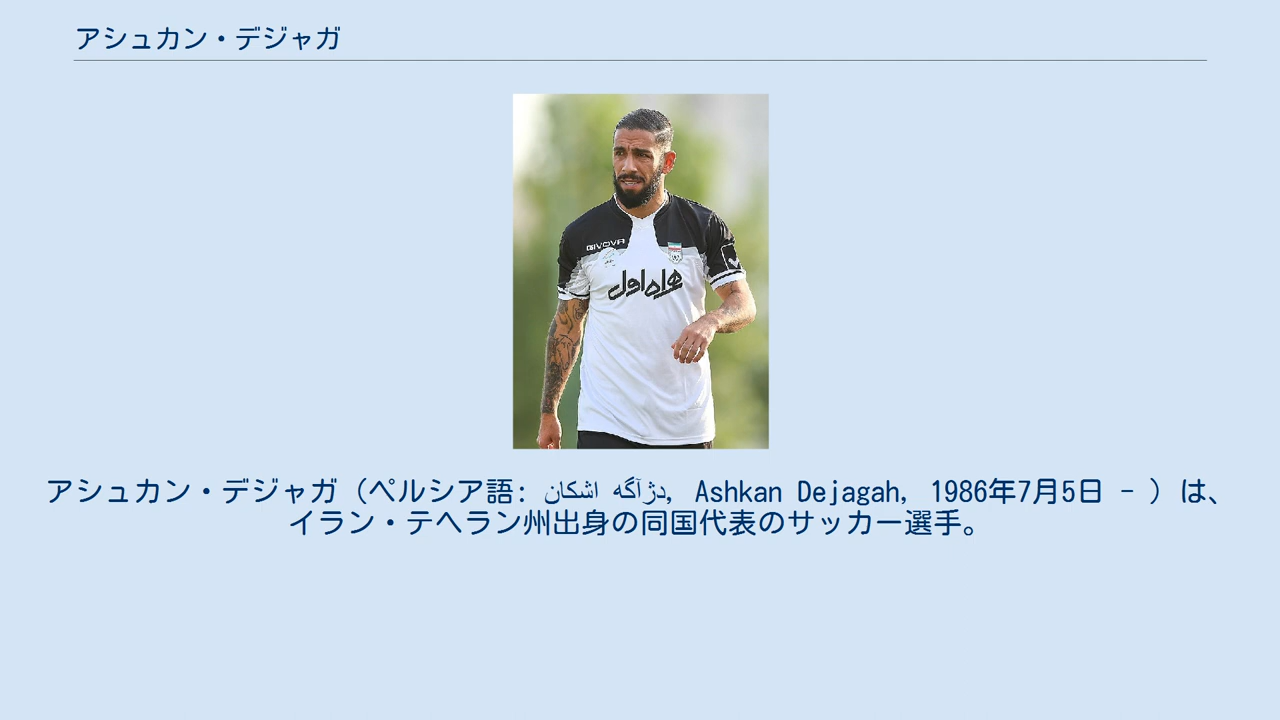 アシュカン・デジャガ
GIVOVA
همراه اول
アシュカン・デジャガ（ペルシア語: اشکان دژآگه, Ashkan Dejagah, 1986年7月5日 - ）は、
イラン・テヘラン州出身の同国代表のサッカー選手。